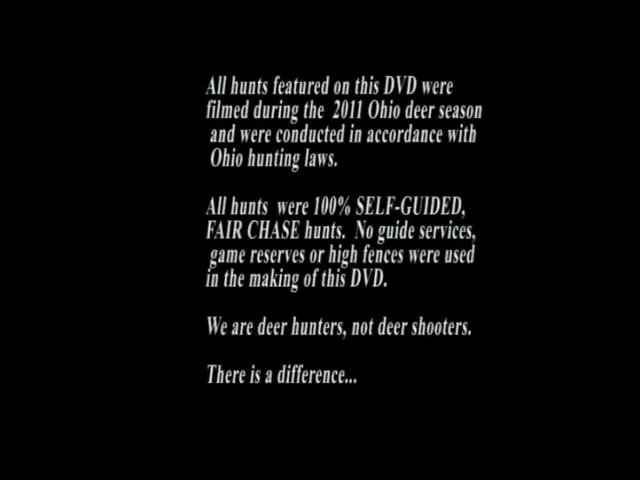 All hunts featured on this DVD were
filmed during the 2011 Ohio deer season
and were conducted in accordance with
Ohio hunting laws.
All hunts were 100% SELF-GUIDED,
FAIR CHASE hunts. No guide services,
game reserves or high fences were used
in the making of this DVD.
We are deer hunters, not deer shooters.
There is a difference...